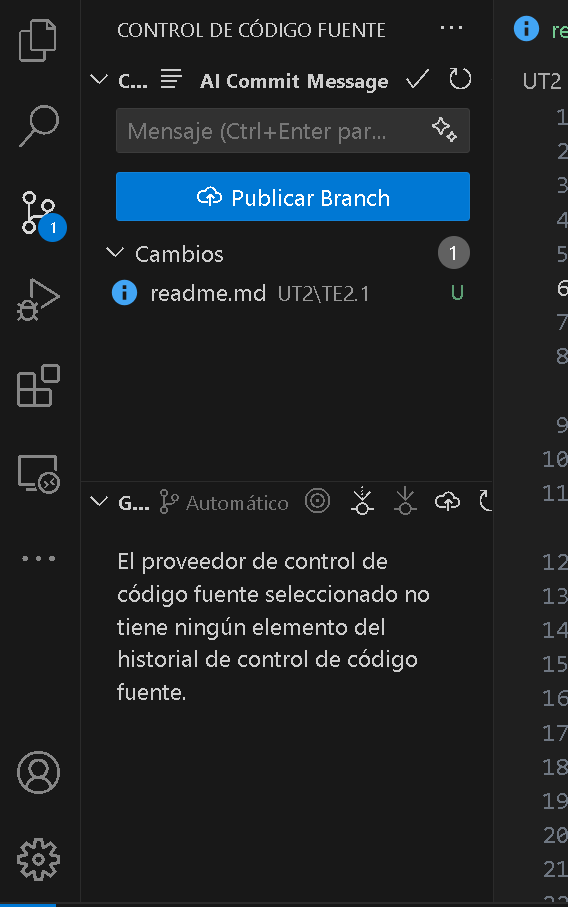 CONTROL DE CÓDIGO FUENTE
C... AI Commit Message
Mensaje (Ctrl+Enter par...
Publicar Branch
1
Cambios 1
readme.md UT2\TE2.1 U
G... Automático
El proveedor de control de
código fuente seleccionado no
tiene ningún elemento del
historial de control de código
fuente.
re
UT2
1
2
3
4
5
6
7
8
9
10
11
12
13
14
15
16
17
18
19
20
21
22